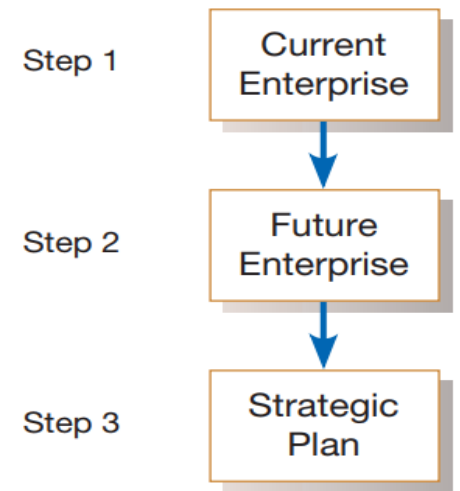 Step 1
Current
Enterprise
Step 2
Future
Enterprise
Step 3
Strategic
Plan